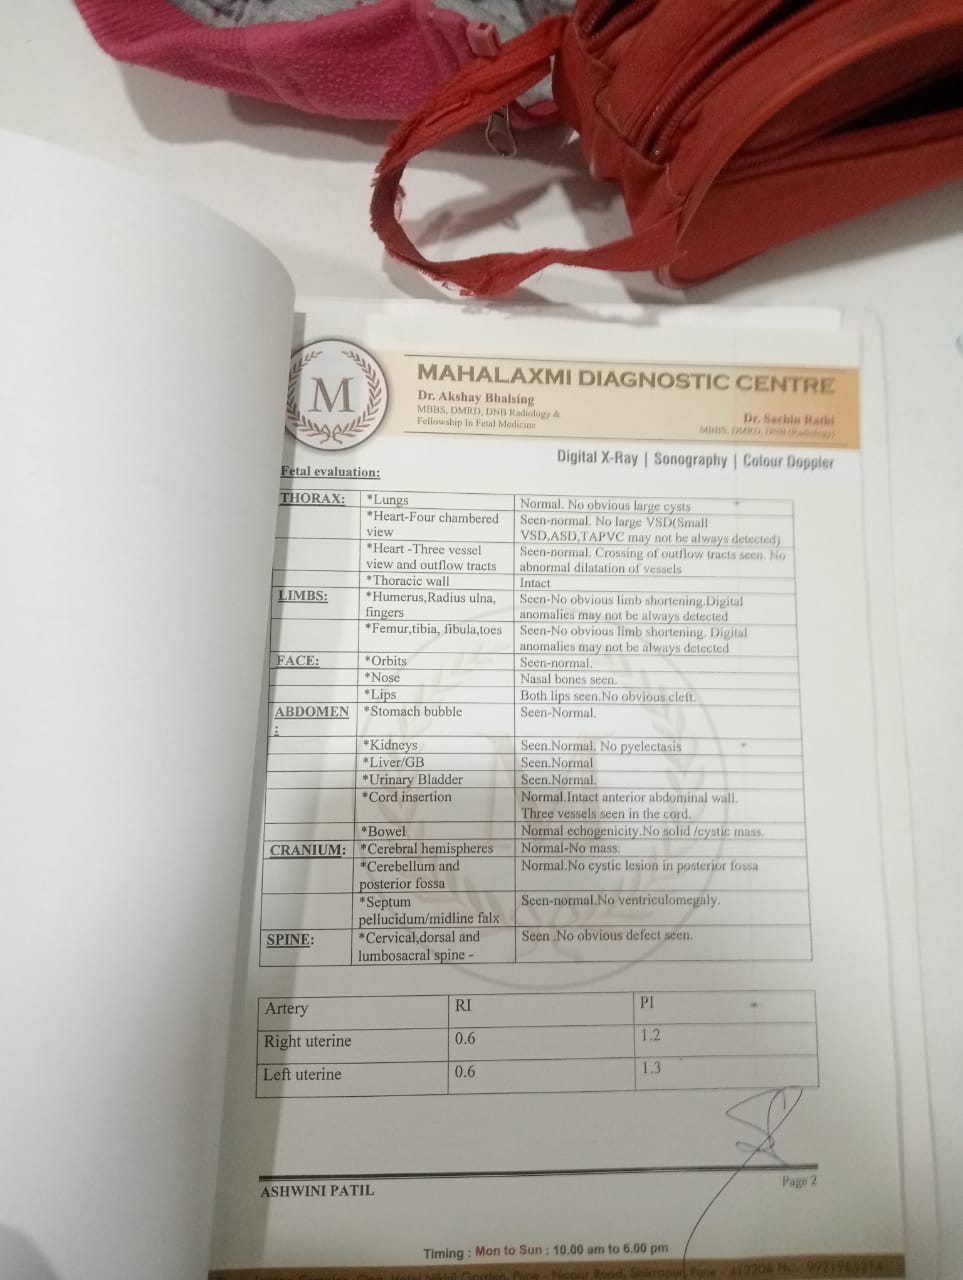 M
MAHALAXMI DIAGNOSTIC CENTRE
Dr. Akshay Bhalsing
MBBS, DMRD, DNB Radiology &
Fellowship In Fetal Medicine
Dr. Sachin Rathi
MBBS, DMRD, DNB (Radiology)
Digital X-Ray | Sonography | Colour Doppler
Fetal evaluation:
THORAX: *Lungs Normal. No obvious large cysts
*Heart-Four chambered view Seen-normal. No large VSD(Small VSD,ASD,TAPVC may not be always detected)
*Heart -Three vessel view and outflow tracts Seen-normal. Crossing of outflow tracts seen. No abnormal dilatation of vessels
*Thoracic wall Intact
LIMBS: *Humerus,Radius ulna, fingers Seen-No obvious limb shortening.Digital anomalies may not be always detected
*Femur,tibia, fibula,toes Seen-No obvious limb shortening. Digital anomalies may not be always detected
FACE: *Orbits Seen-normal.
*Nose Nasal bones seen.
*Lips Both lips seen.No obvious cleft.
ABDOMEN : *Stomach bubble Seen-Normal.
*Kidneys Seen.Normal. No pyelectasis
*Liver/GB Seen.Normal
*Urinary Bladder Seen.Normal.
*Cord insertion Normal.Intact anterior abdominal wall. Three vessels seen in the cord.
*Bowel Normal echogenicity.No solid /cystic mass.
CRANIUM: *Cerebral hemispheres Normal-No mass.
*Cerebellum and posterior fossa Normal.No cystic lesion in posterior fossa
*Septum pellucidum/midline falx Seen-normal.No ventriculomegaly.
SPINE: *Cervical,dorsal and lumbosacral spine - Seen .No obvious defect seen.
Artery RI PI
Right uterine 0.6 1.2
Left uterine 0.6 1.3
ASHWINI PATIL
Page 2
Timing : Mon to Sun : 10.00 am to 6.00 pm
Pune - Nagar Road, Shikrapur, Pune - 412208 Ph.: